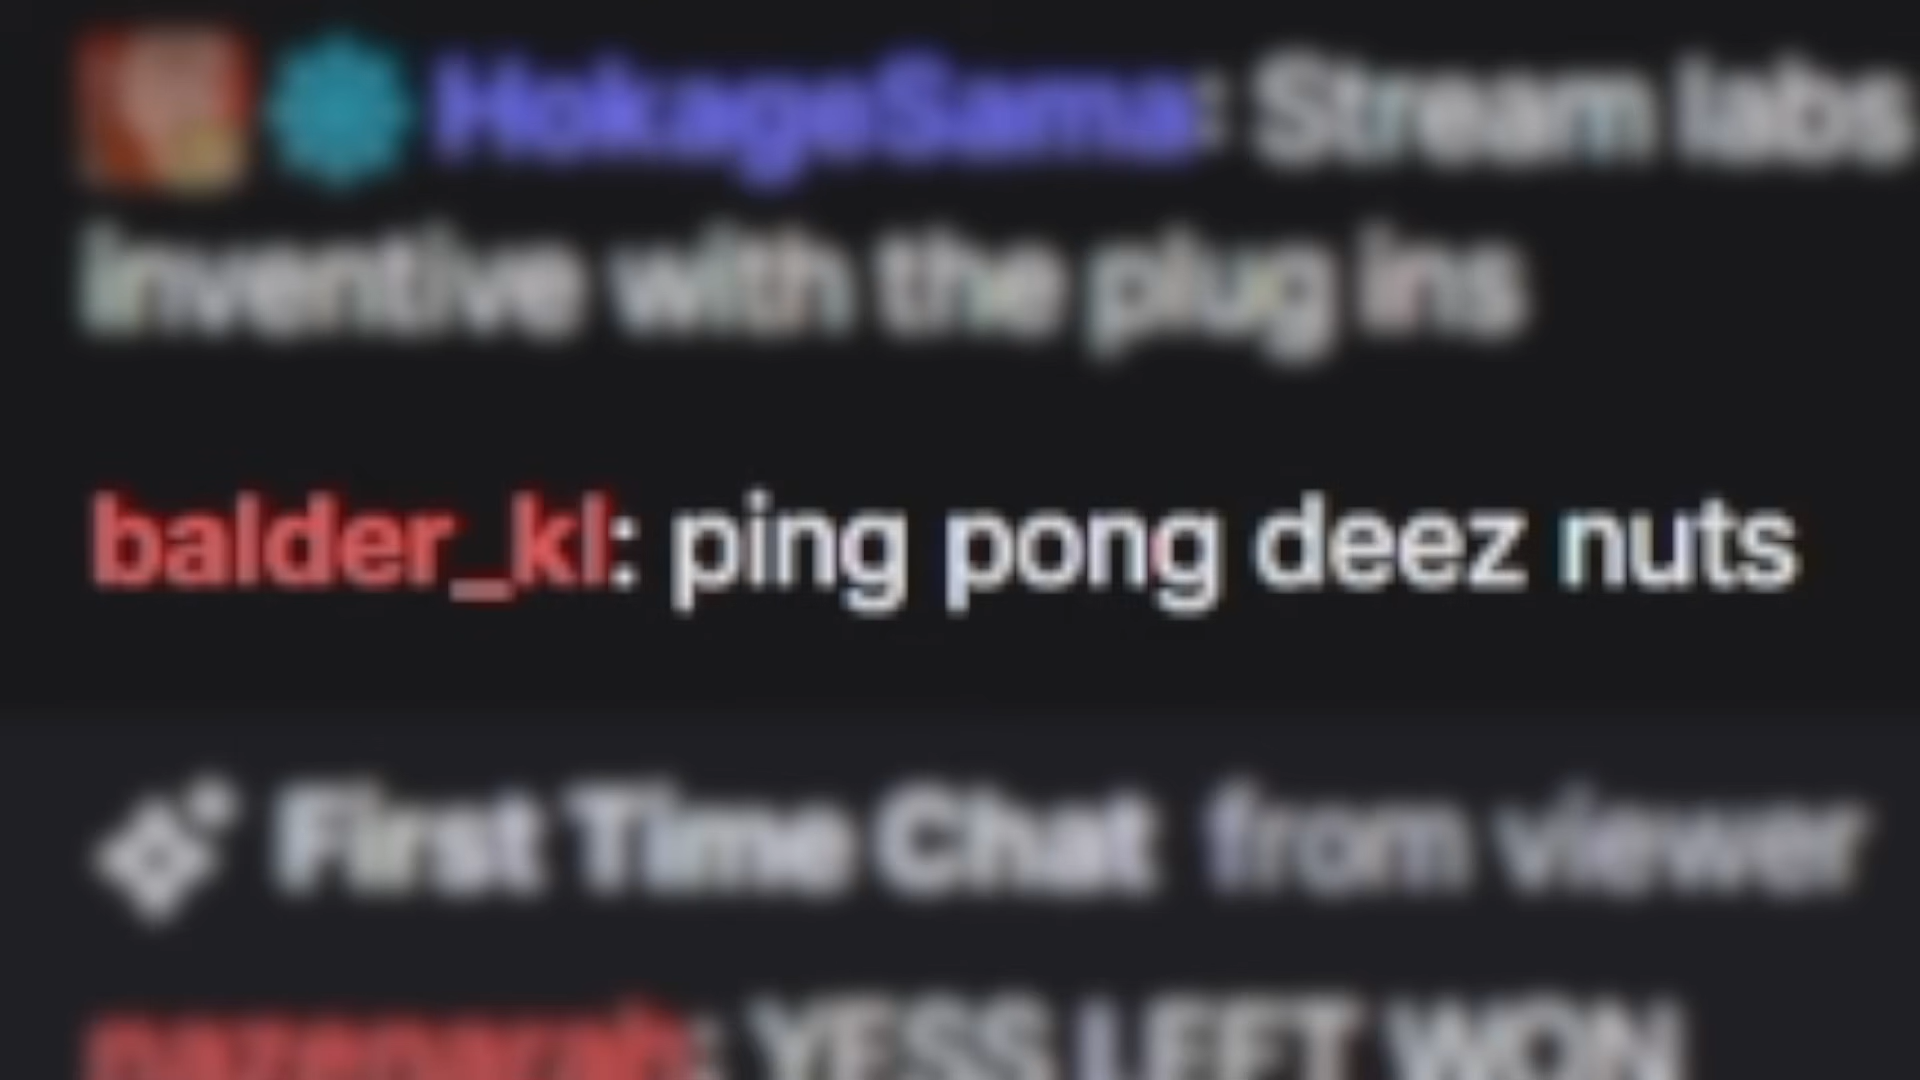 HokageSama: Stream labs
inventive with the plug ins
balder_kl: ping pong deez nuts
First Time Chat from viewer
YESS LEFT WON